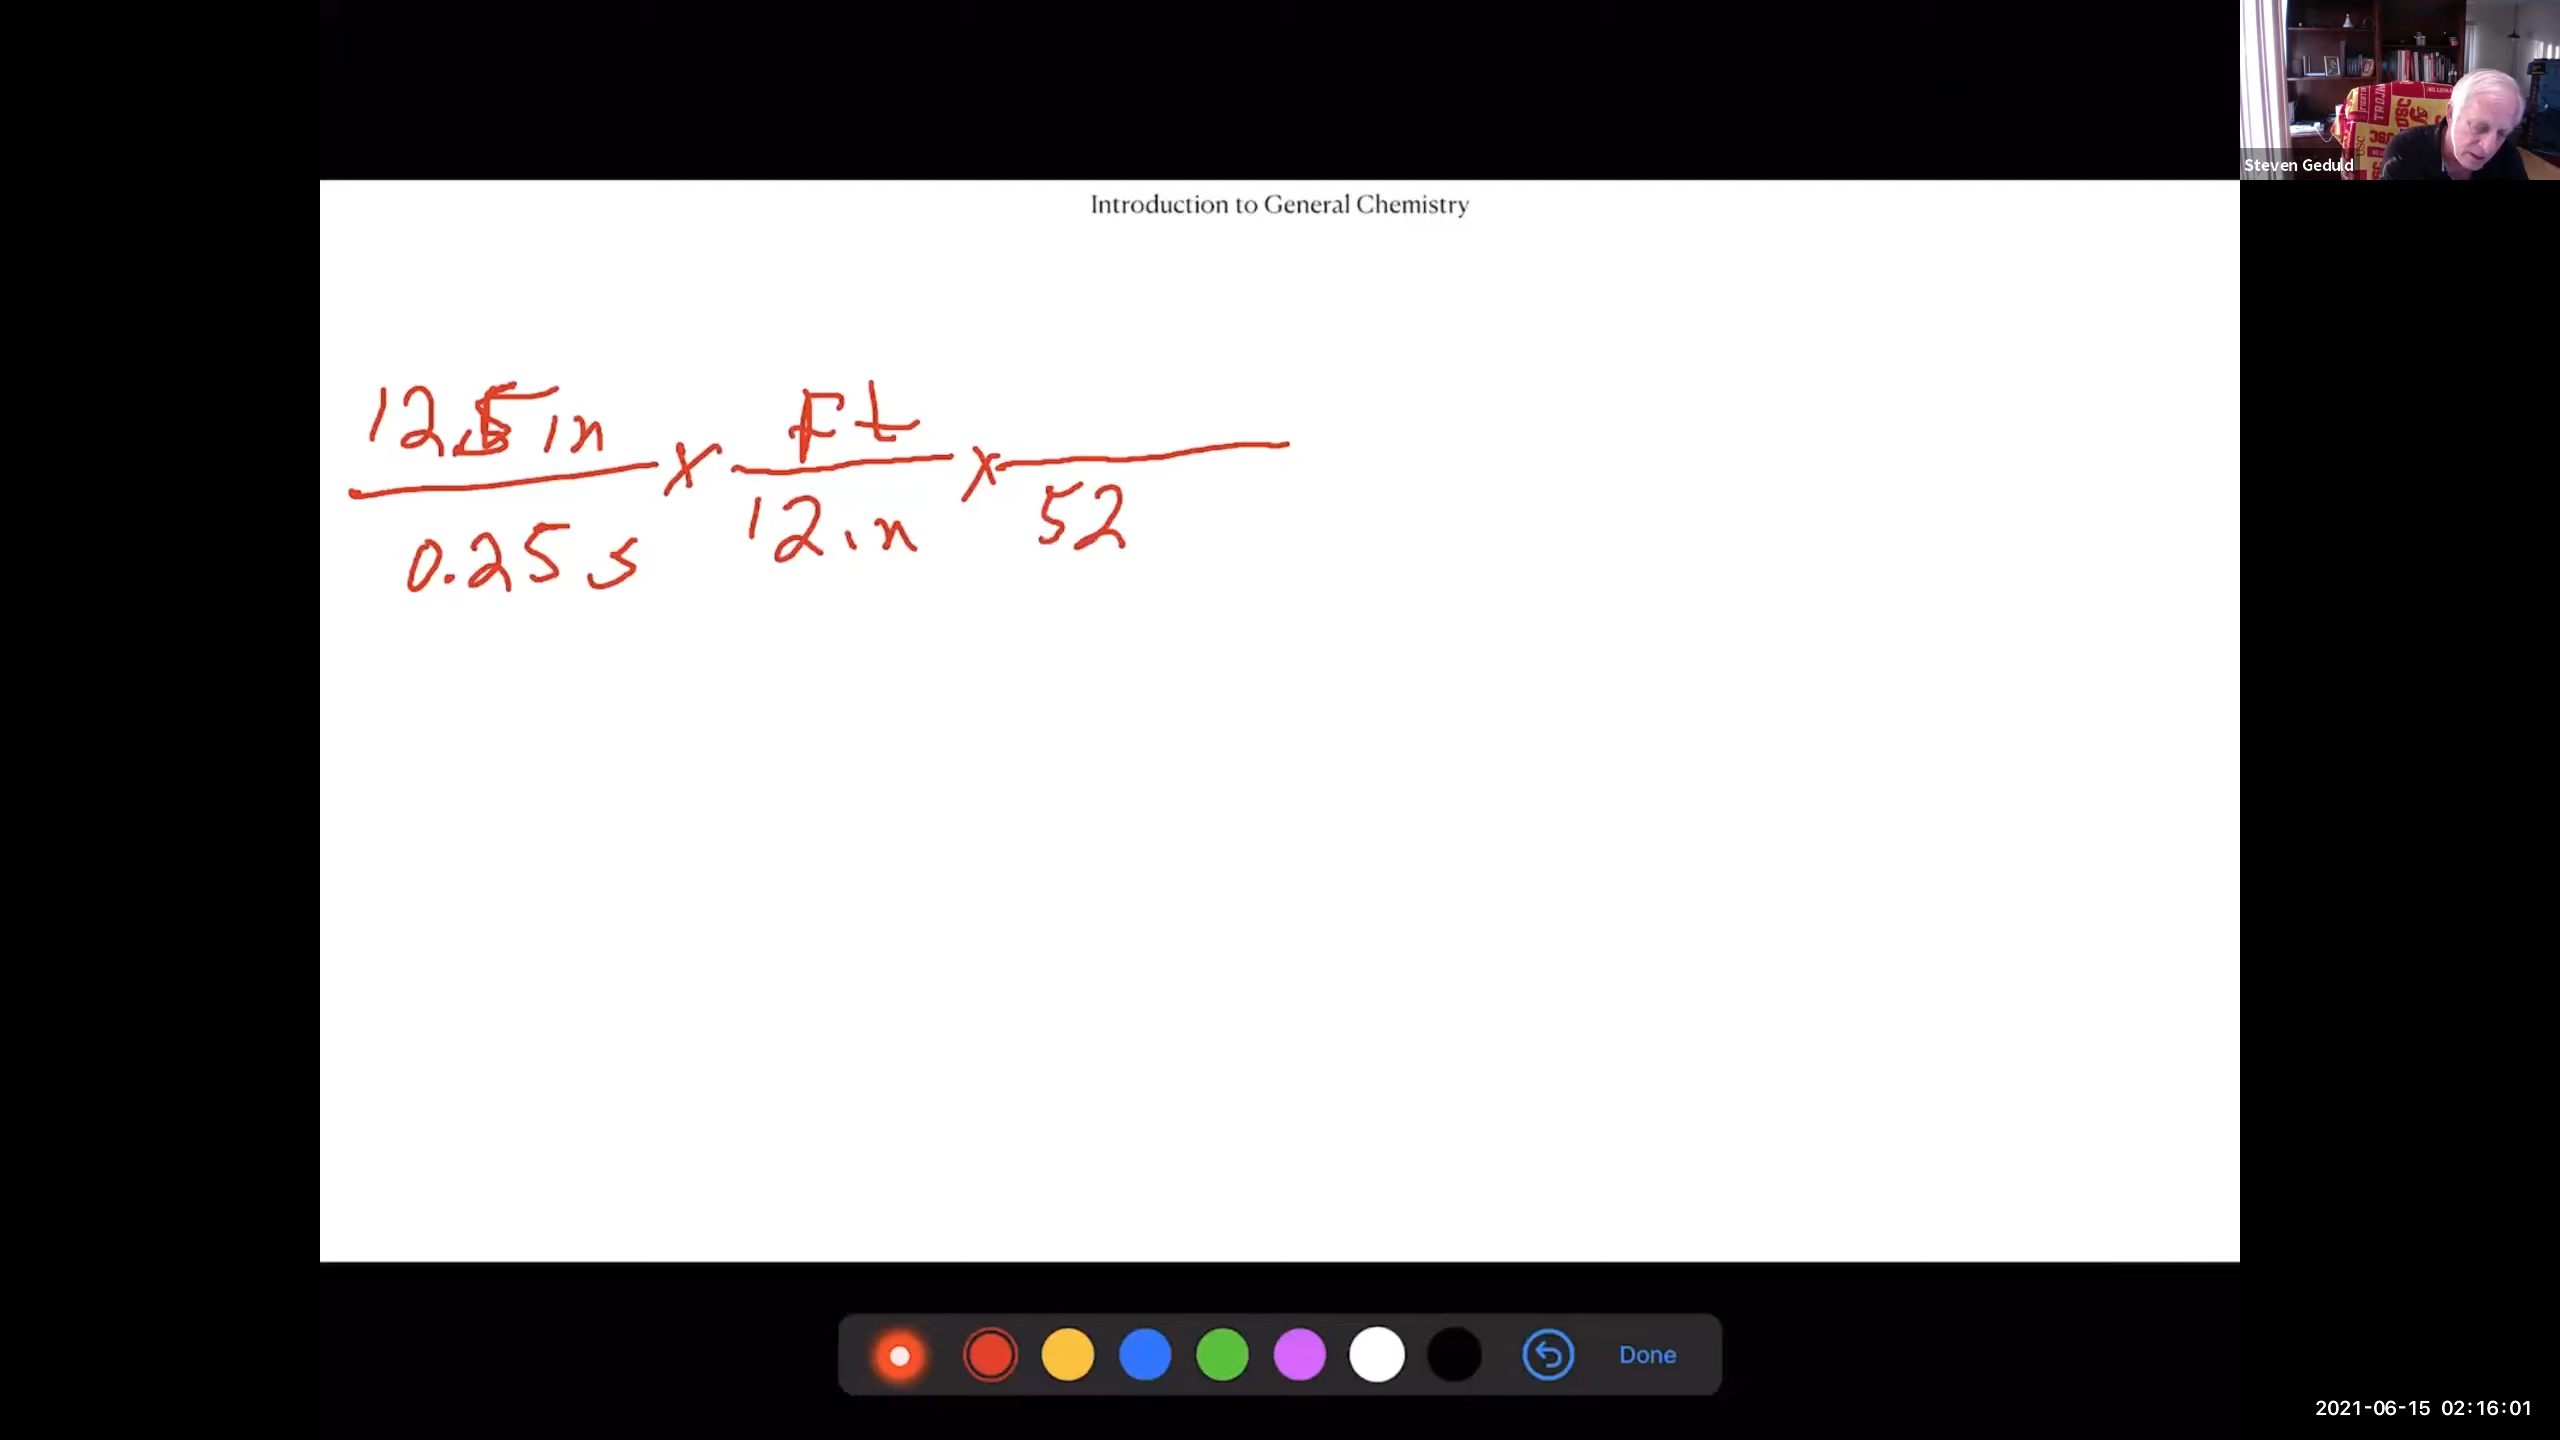 Steven Geduld
Introduction to General Chemistry
12.5 in
0.25 s
x
Ft
12 in
x
52
Done
2021-06-15 02:16:01